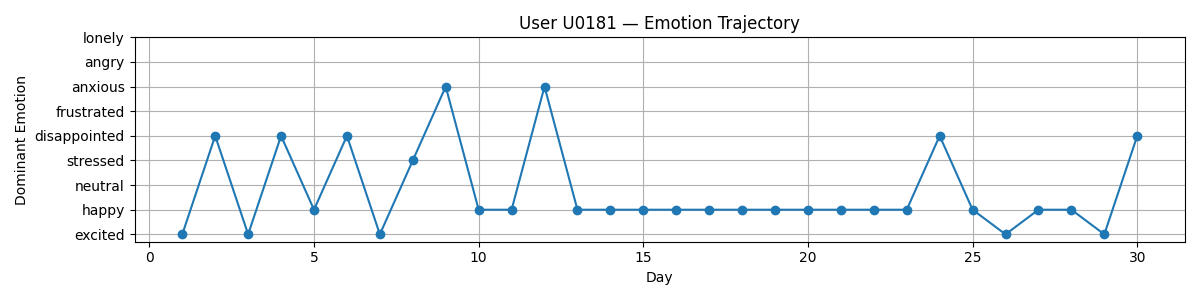 User U0181 — Emotion Trajectory
lonely
angry
anxious
frustrated
disappointed
stressed
neutral
happy
excited
Dominant Emotion
0 5 10 15 20 25 30
Day